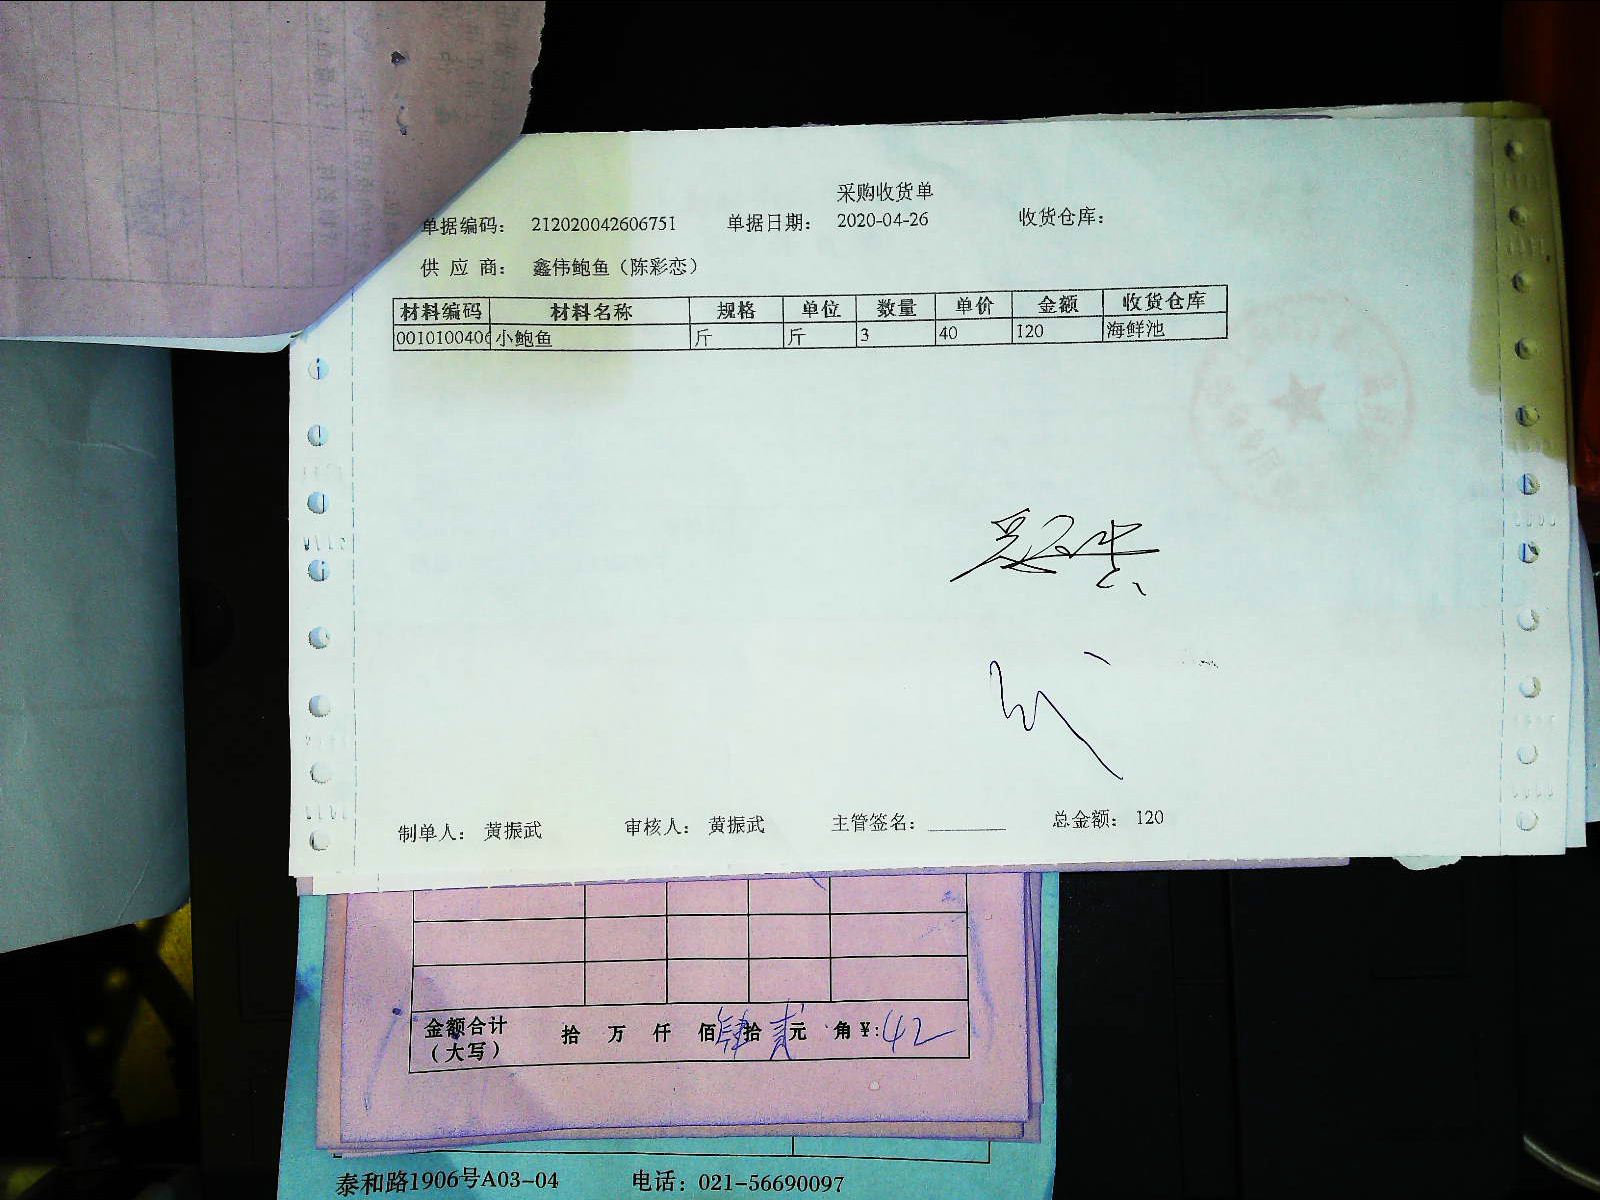 采购收货单
单据编码： 212020042606751 单据日期： 2020-04-26 收货仓库：
供 应 商： 鑫伟鲍鱼（陈彩恋）
材料编码 材料名称 规格 单位 数量 单价 金额 收货仓库
001010040 小鲍鱼 斤 斤 3 40 120 海鲜池
制单人： 黄振武 审核人： 黄振武 主管签名： 总金额： 120
金额合计 拾 万 仟 佰 肆 拾 贰 元 角 ¥: 42
（大写）
泰和路1906号A03-04 电话：021-56690097